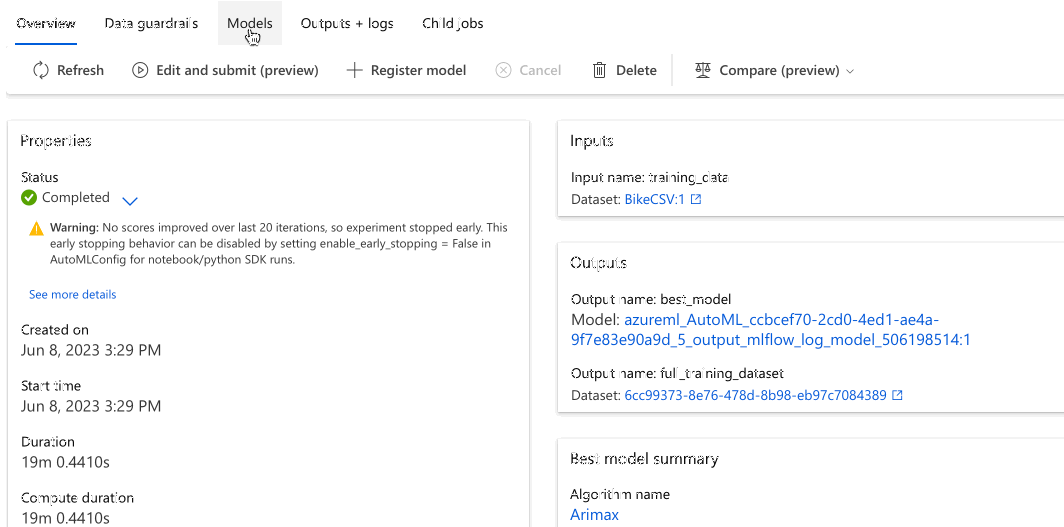 Overview Data guardrails Models Outputs + logs Child jobs
Refresh Edit and submit (preview) Register model Cancel Delete Compare (preview)
Properties
Status
Completed
Warning: No scores improved over last 20 iterations, so experiment stopped early. This
early stopping behavior can be disabled by setting enable_early_stopping = False in
AutoMLConfig for notebook/python SDK runs.
See more details
Created on
Jun 8, 2023 3:29 PM
Start time
Jun 8, 2023 3:29 PM
Duration
19m 0.4410s
Compute duration
19m 0.4410s
Inputs
Input name: training_data
Dataset: BikeCSV:1
Outputs
Output name: best_model
Model: azureml_AutoML_ccbcef70-2cd0-4ed1-ae4a-
9f7e83e90a9d_5_output_mlflow_log_model_506198514:1
Output name: full_training_dataset
Dataset: 6cc99373-8e76-478d-8b98-eb97c7084389
Best model summary
Algorithm name
Arimax